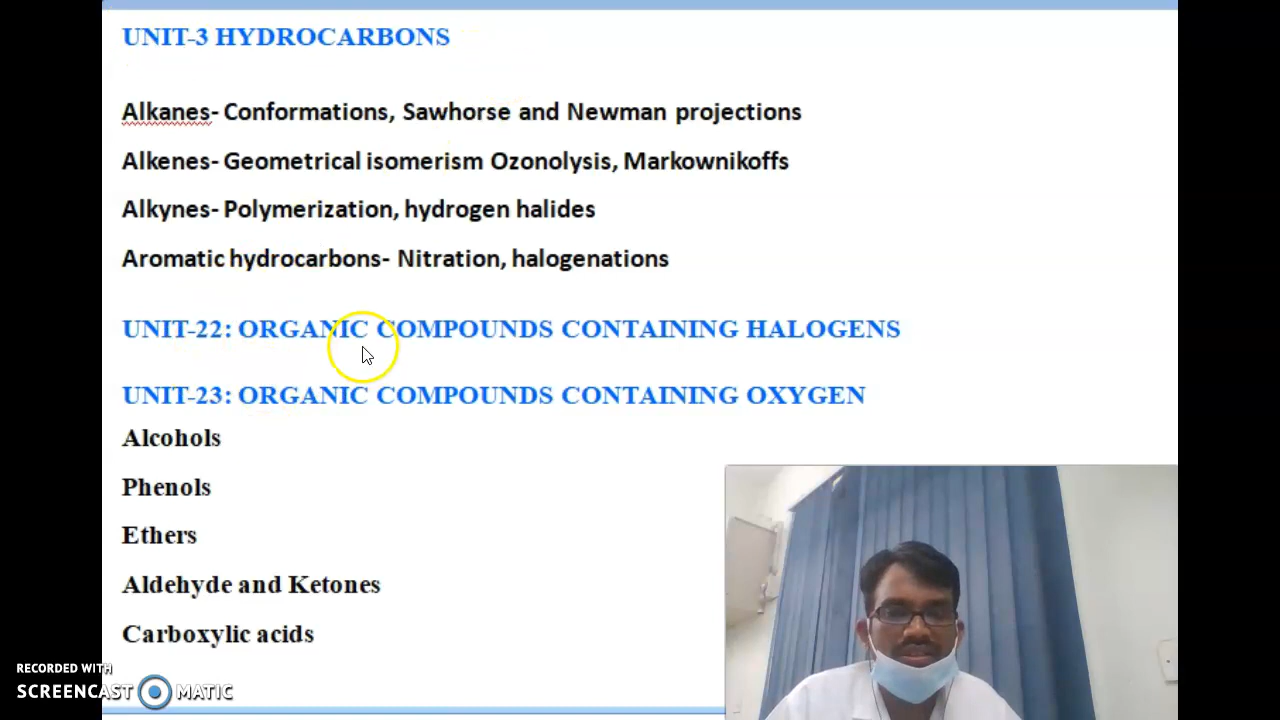 UNIT-3 HYDROCARBONS
Alkanes- Conformations, Sawhorse and Newman projections
Alkenes- Geometrical isomerism Ozonolysis, Markownikoffs
Alkynes- Polymerization, hydrogen halides
Aromatic hydrocarbons- Nitration, halogenations
UNIT-22: ORGANIC COMPOUNDS CONTAINING HALOGENS
UNIT-23: ORGANIC COMPOUNDS CONTAINING OXYGEN
Alcohols
Phenols
Ethers
Aldehyde and Ketones
Carboxylic acids
RECORDED WITH
SCREENCAST MATIC